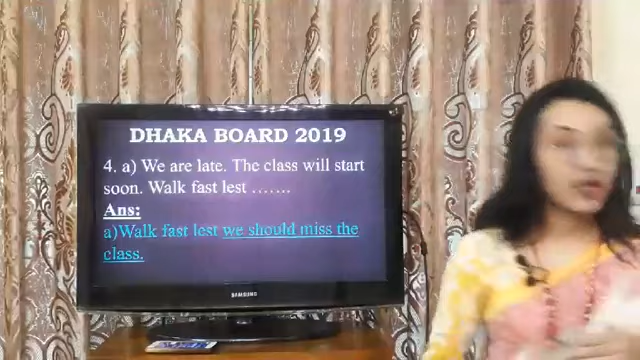 DHAKA BOARD 2019
4. a) We are late. The class will start
soon. Walk fast lest …….
Ans:
a)Walk fast lest we should miss the
class.
SAMSUNG